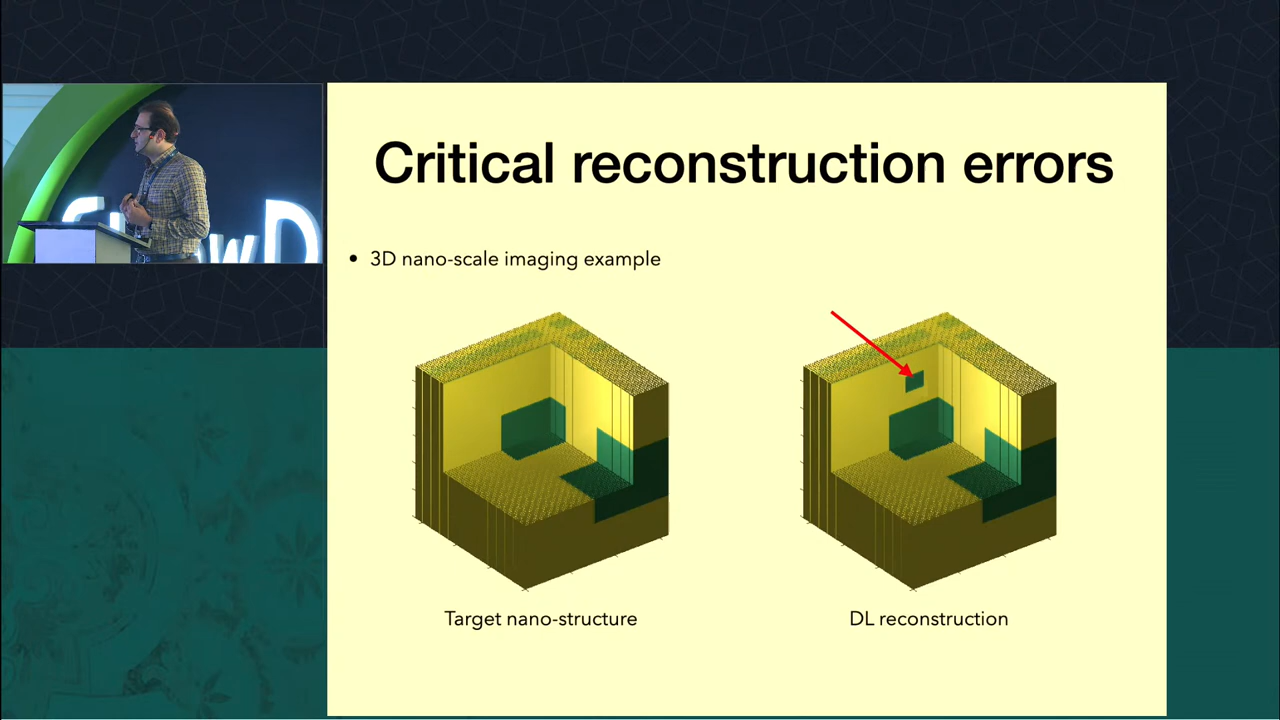 Critical reconstruction errors
• 3D nano-scale imaging example
Target nano-structure
DL reconstruction